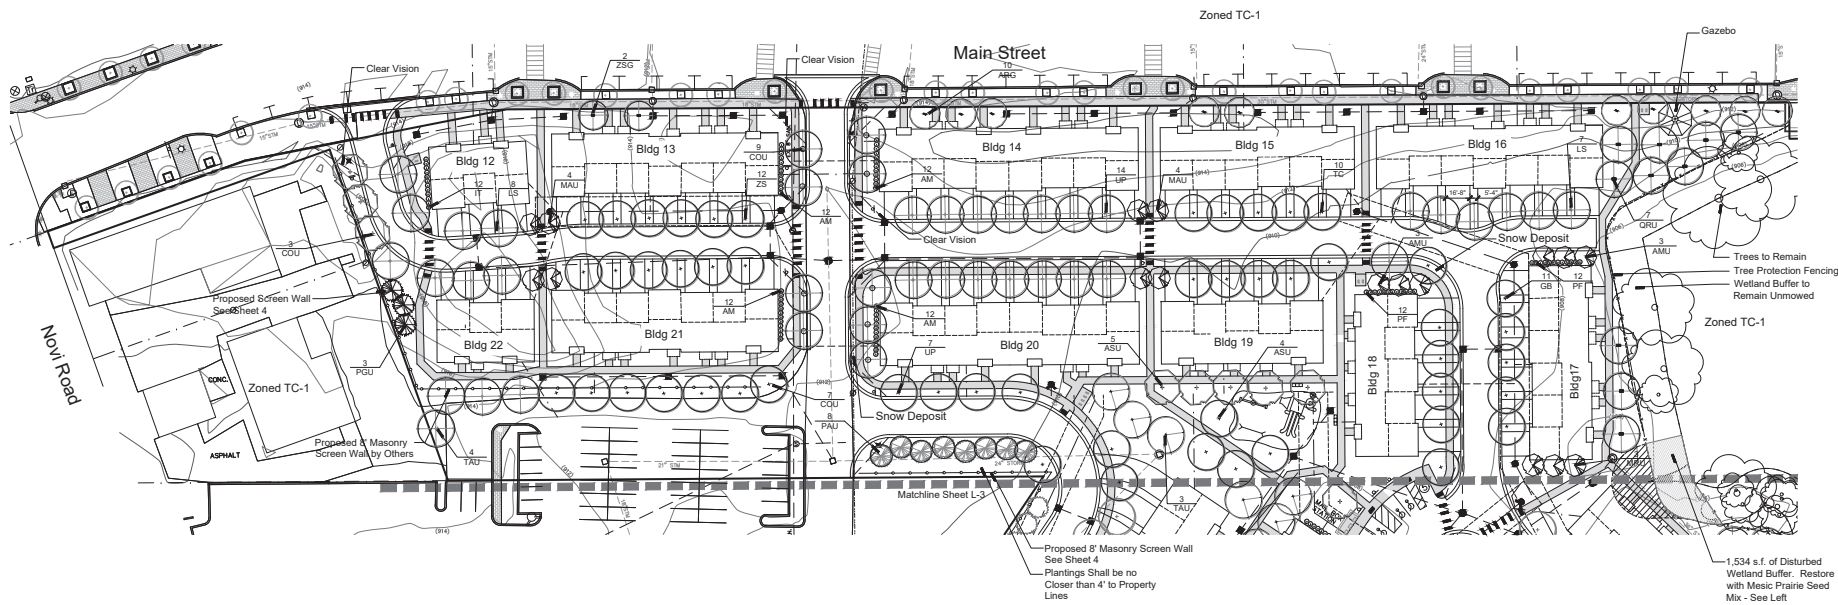 Zoned TC-1
Main Street
Gazebo
Clear Vision
Clear Vision
2
ZSG
10
ARG
Bldg 12
Bldg 13
Bldg 14
Bldg 15
Bldg 16
9
COU
7
LS
12
IT
8
LS
4
MAU
12
ZS
12
AM
14
UP
4
MAU
10
TC
16'-8"
5'-4"
12
AM
Clear Vision
7
QRU
3
AMU
Snow Deposit
3
AMU
3
COU
Trees to Remain
Tree Protection Fencing
Wetland Buffer to
Remain Unmowed
Proposed Screen Wall
See Sheet 4
11
GB
12
PF
12
AM
12
AM
12
PF
Zoned TC-1
Novi Road
Bldg 22
Bldg 21
Bldg 20
Bldg 19
Bldg 18
Bldg17
7
UP
5
ASU
4
ASU
3
PGU
CONC.
Zoned TC-1
7
COU
8
PAU
Snow Deposit
Proposed 8' Masonry
Screen Wall by Others
ASPHALT
4
TAU
21" STM
24" STORM
Matchline Sheet L-3
3
TAU
(912)
(914)
Proposed 8' Masonry Screen Wall
See Sheet 4
Plantings Shall be no
Closer than 4' to Property
Lines
1,534 s.f. of Disturbed
Wetland Buffer. Restore
with Mesic Prairie Seed
Mix - See Left